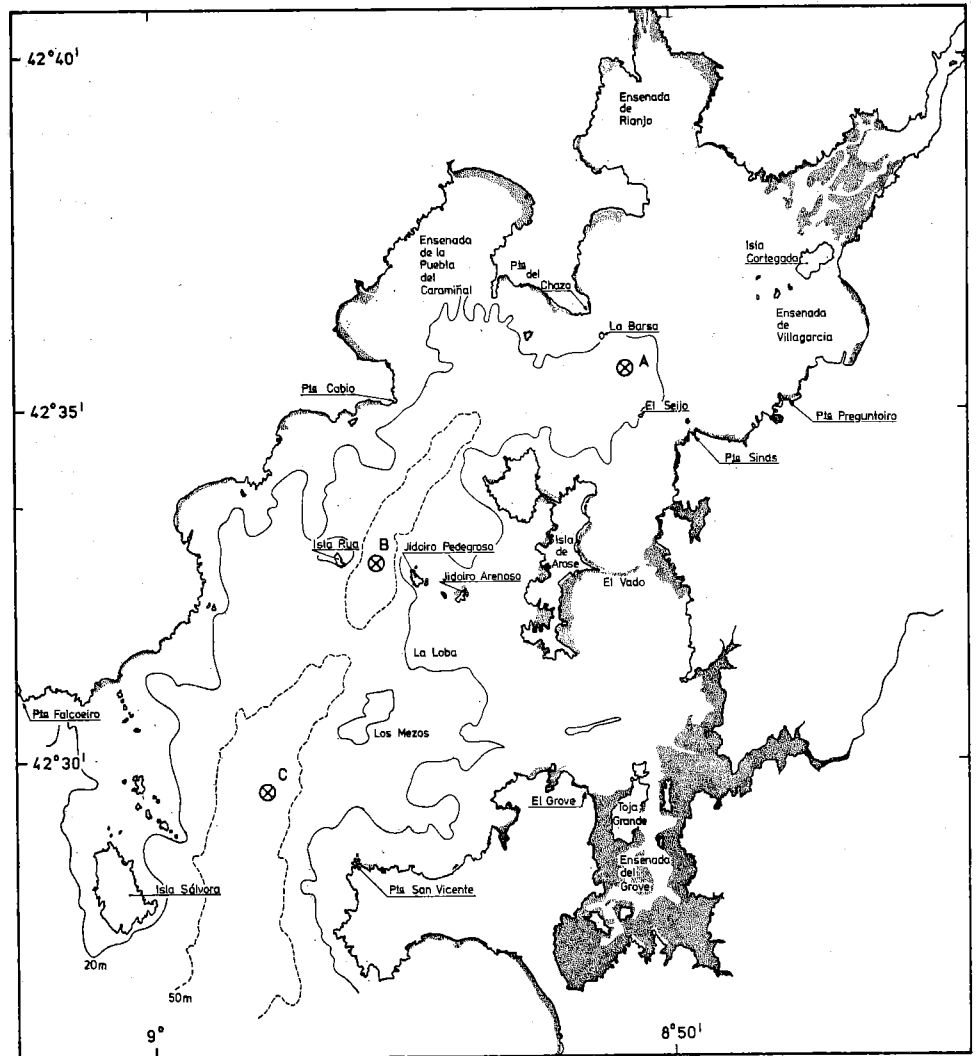 42°40'
Ensenada
de
Rianjo
Isla
Cortegada
Ensenada
de la
Puebla
del
Caramiñal
Pta
del
Chazo
Ensenada
de
Villagarcia
La Barsa
A
Pta Cabio
42°35'
El Seijo
Pta Preguntoiro
Pta Sinas
Isla Rua
B
Jidoiro Pedegroso
Isla
de
Arosa
Jidoiro Arenoso
El Vado
La Loba
Pta Falcoeiro
Los Mezos
42°30'
C
El Grove
Toja
Grande
Ensenada
del
Grove
Isla Sálvora
Pta San Vicente
20m
50m
9°
8°50'